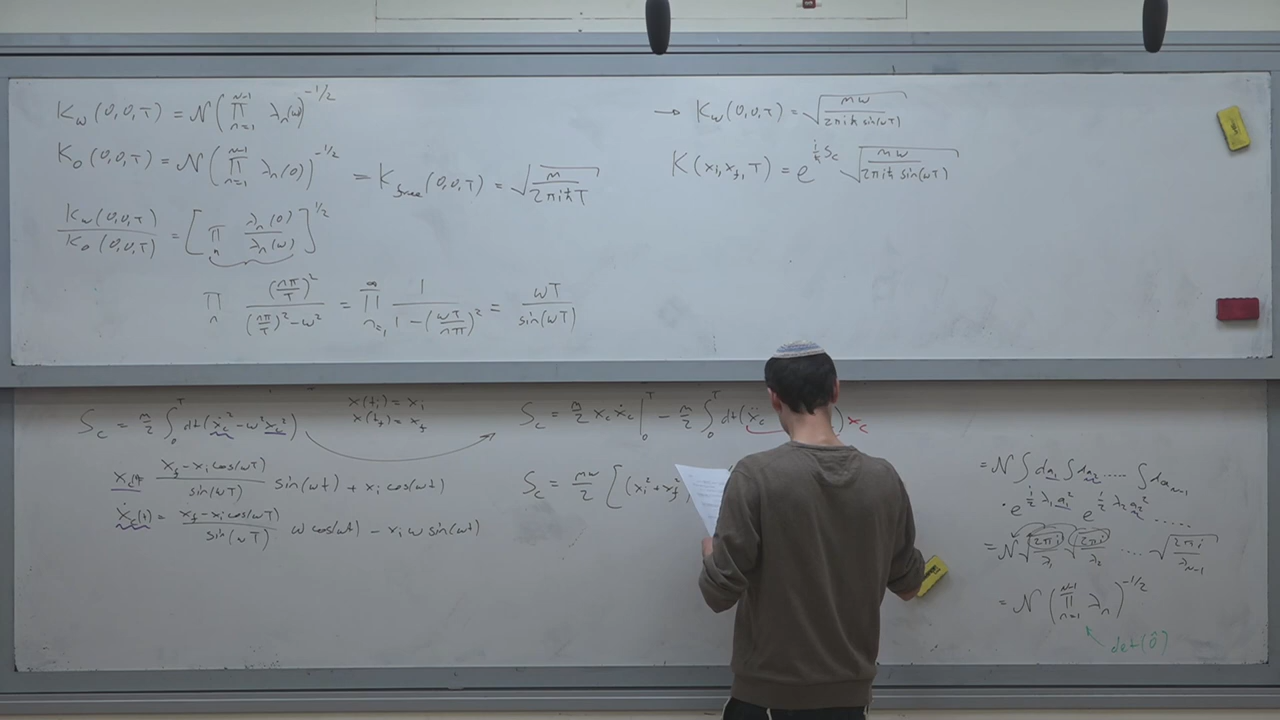 K_ω(0,0,T) = N(∏_{n=1}^{N-1} λ_n(ω))^{-1/2}
K_0(0,0,T) = N(∏_{n=1}^{N-1} λ_n(0))^{-1/2} = K_free(0,0,T) = √(m/(2πiħT))
K_ω(0,0,T)/K_0(0,0,T) = [∏_n λ_n(0)/λ_n(ω)]^{1/2}
∏_n (nπ/T)²/((nπ/T)² - ω²) = ∏_{n=1}^∞ 1/(1-(ωT/nπ)²) = ωT/sin(ωT)
→ K_ω(0,0,T) = √(mω/(2πiħ sin(ωT)))
K(x_i,x_f,T) = e^{i/ħ S_c} √(mω/(2πiħ sin(ωT)))
S_c = m/2 ∫_0^T dt(ẋ_c² - ω²x_c²)
x(t_i) = x_i
x(t_f) = x_f
x_c(t) = (x_f - x_i cos(ωT))/sin(ωT) sin(ωt) + x_i cos(ωt)
ẋ_c(t) = (x_f - x_i cos(ωT))/sin(ωT) ω cos(ωt) - x_i ω sin(ωt)
S_c = m/2 x_c ẋ_c |_0^T - m/2 ∫_0^T dt(ẍ_c ) x_c
S_c = mω/2 [(x_i² + x_f²
= N ∫da_1 ∫da_2 ..... ∫da_{N-1}
· e^{i/2 λ_1 a_1²} e^{i/2 λ_2 a_2²} .....
= N √(2πi/λ_1) √(2πi/λ_2) .... √(2πi/λ_{N-1})
= N (∏_{n=1}^{N-1} λ_n)^{-1/2}
det(Ô)